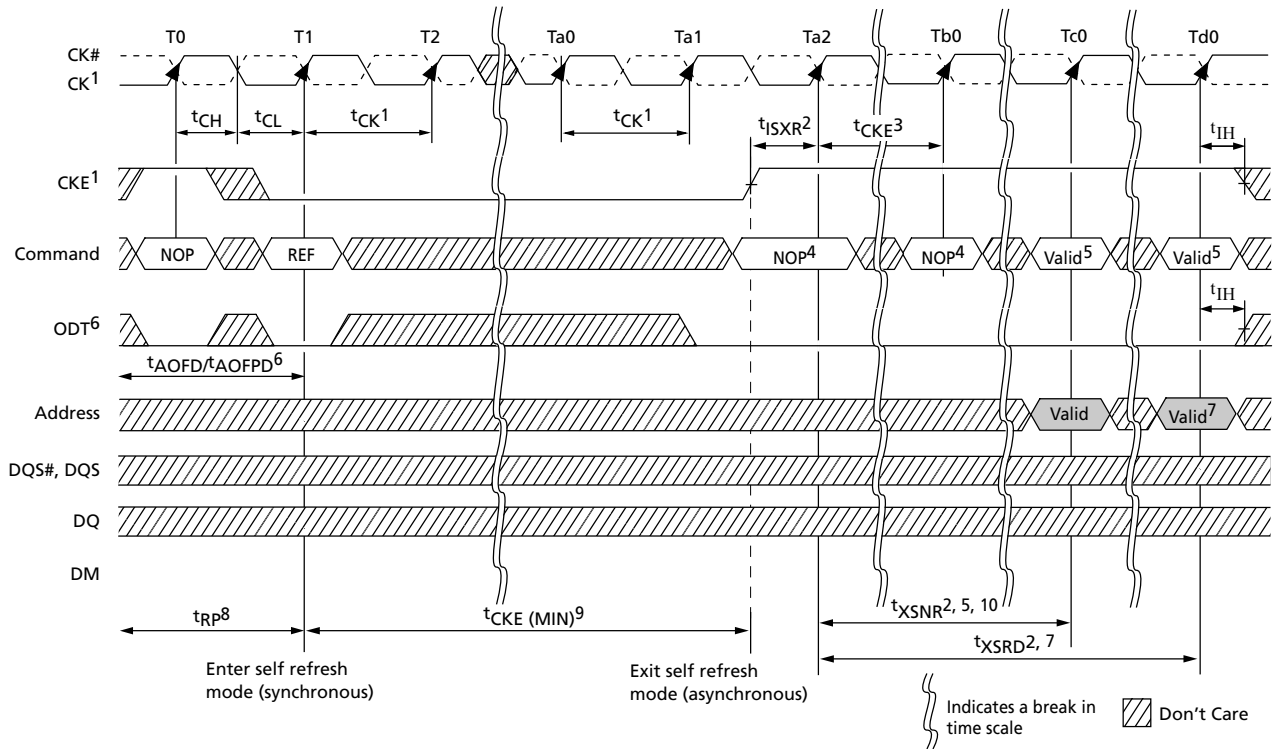 T0 T1 T2 Ta0 Ta1 Ta2 Tb0 Tc0 Td0
CK#
CK1
tCH tCL tCK1 tCK1 tISXR2 tCKE3 tIH
CKE1
Command NOP REF NOP4 NOP4 Valid5 Valid5
tIH
ODT6
tAOFD/tAOFPD6
Address Valid Valid7
DQS#, DQS
DQ
DM
tRP8 tCKE (MIN)9 tXSNR2, 5, 10
tXSRD2, 7
Enter self refresh
mode (synchronous)
Exit self refresh
mode (asynchronous)
Indicates a break in
time scale
Don't Care